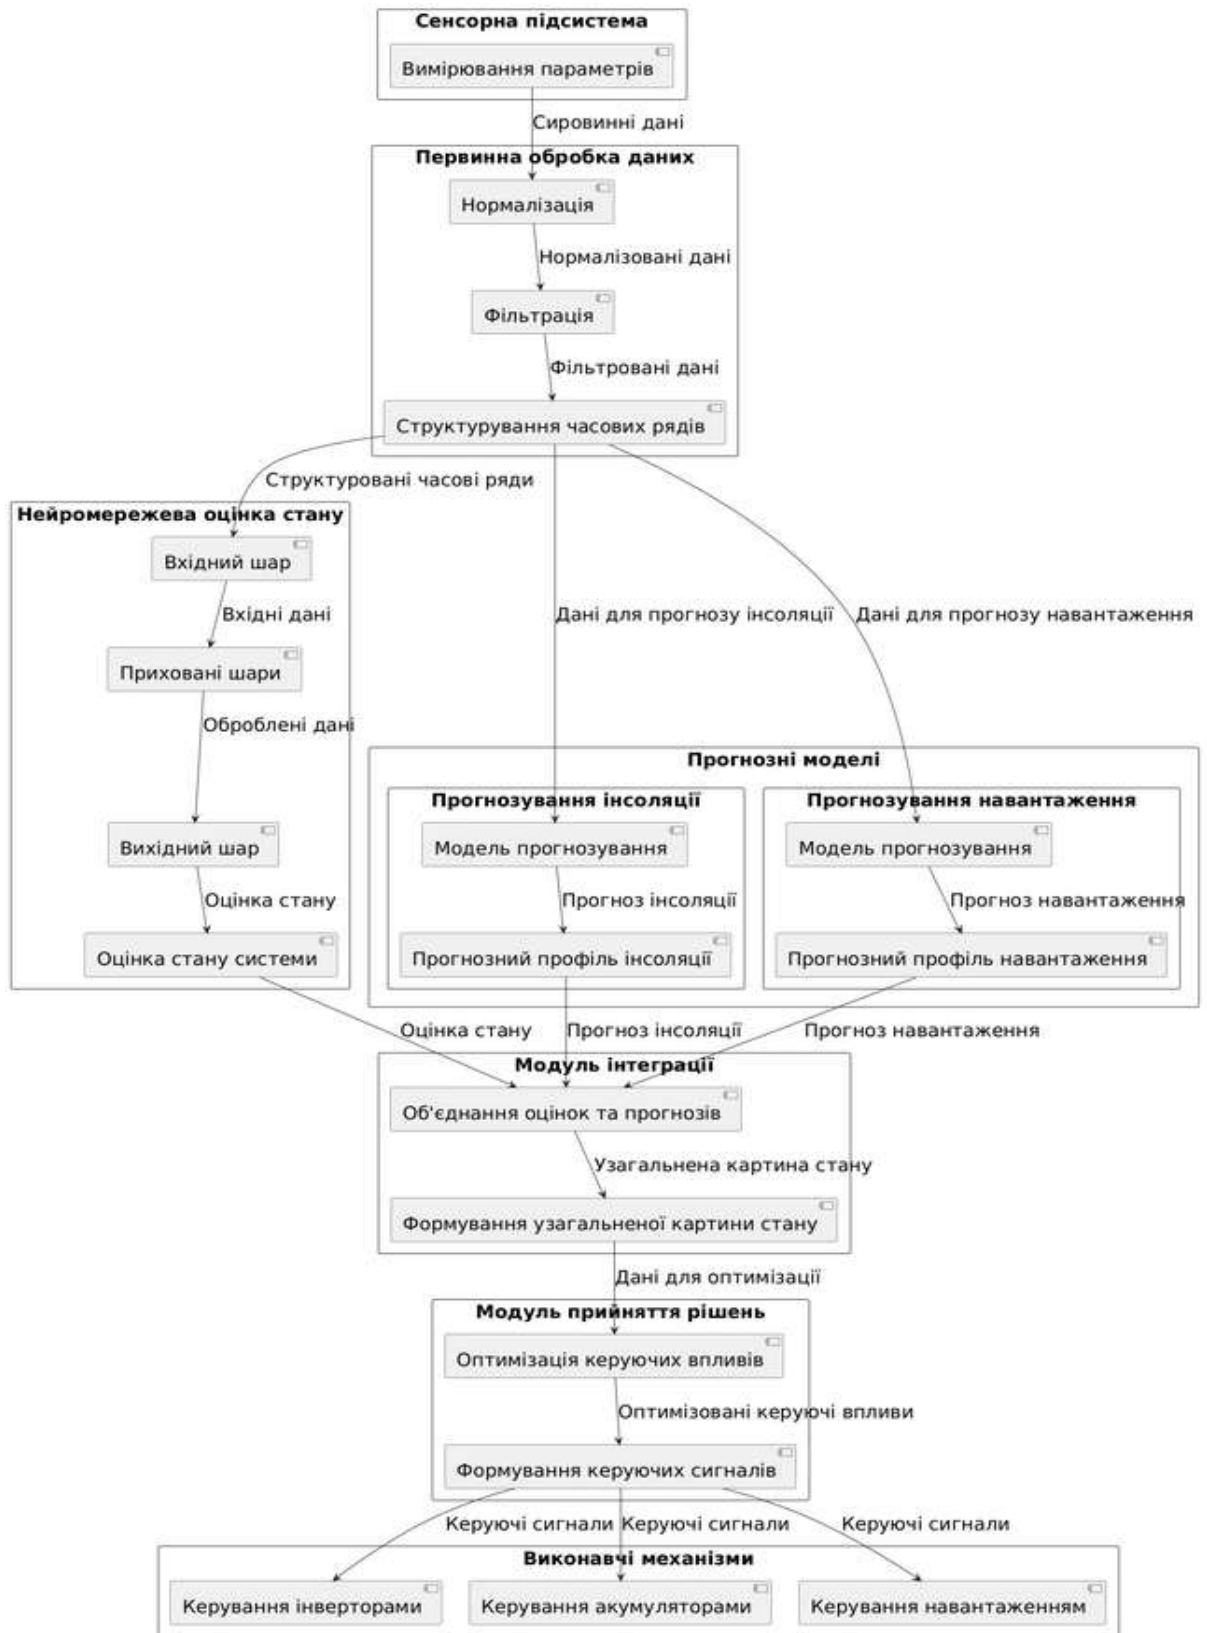 Сенсорна підсистема
Вимірювання параметрів
Сировинні дані
Первинна обробка даних
Нормалізація
Нормалізовані дані
Фільтрація
Фільтровані дані
Структурування часових рядів
Структуровані часові ряди
Нейромережева оцінка стану
Вхідний шар
Вхідні дані
Приховані шари
Оброблені дані
Вихідний шар
Оцінка стану
Оцінка стану системи
Дані для прогнозу інсоляції
Дані для прогнозу навантаження
Прогнозні моделі
Прогнозування інсоляції
Модель прогнозування
Прогноз інсоляції
Прогнозний профіль інсоляції
Прогнозування навантаження
Модель прогнозування
Прогноз навантаження
Прогнозний профіль навантаження
Оцінка стану
Прогноз інсоляції
Прогноз навантаження
Модуль інтеграції
Об'єднання оцінок та прогнозів
Узагальнена картина стану
Формування узагальненої картини стану
Дані для оптимізації
Модуль прийняття рішень
Оптимізація керуючих впливів
Оптимізовані керуючі впливи
Формування керуючих сигналів
Керуючі сигнали
Керуючі сигнали
Керуючі сигнали
Виконавчі механізми
Керування інверторами
Керування акумуляторами
Керування навантаженням